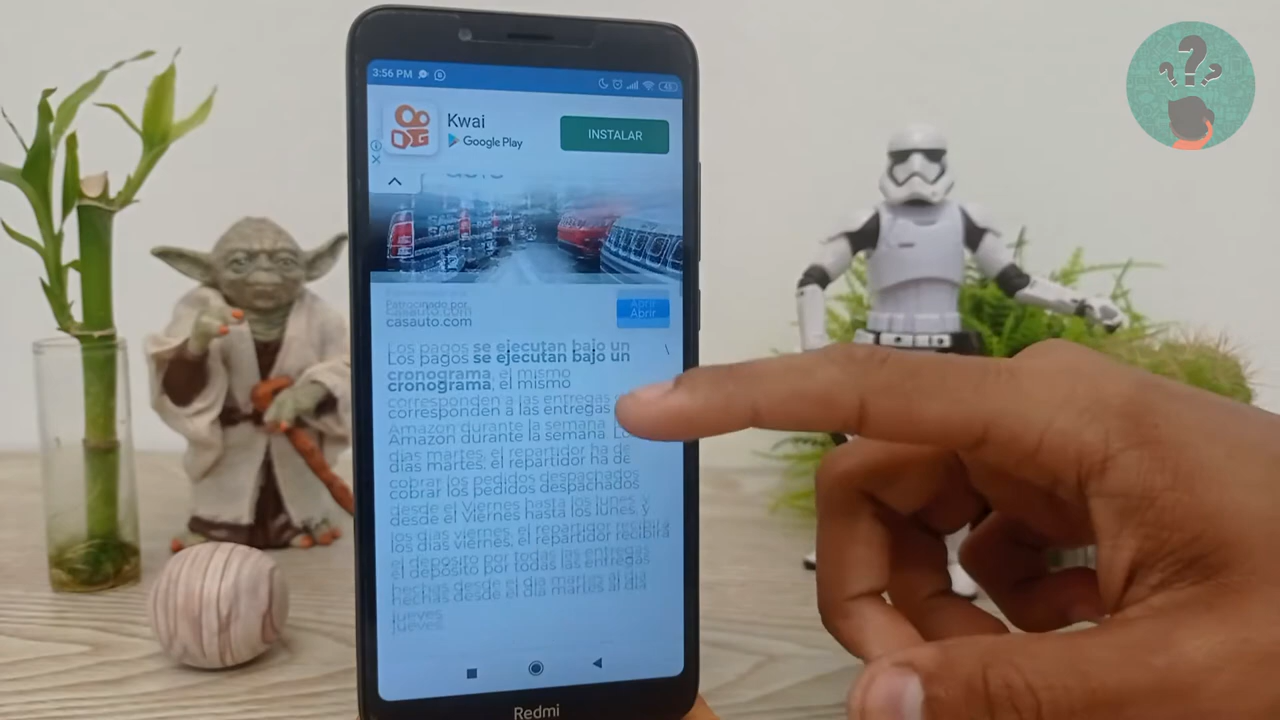 3:56 PM
Kwai
Google Play
INSTALAR
Patrocinado por
casauto.com
Abrir
Los pagos se ejecutan bajo un
cronograma, el mismo
corresponden a las entregas
Amazon durante la semana.
días martes, el repartidor ha de
cobrar los pedidos despachados
desde el Viernes hasta los lunes, y
los días viernes, el repartidor recibirá
el deposito por todas las entregas
hechas desde el día martes al día
jueves.
Redmi